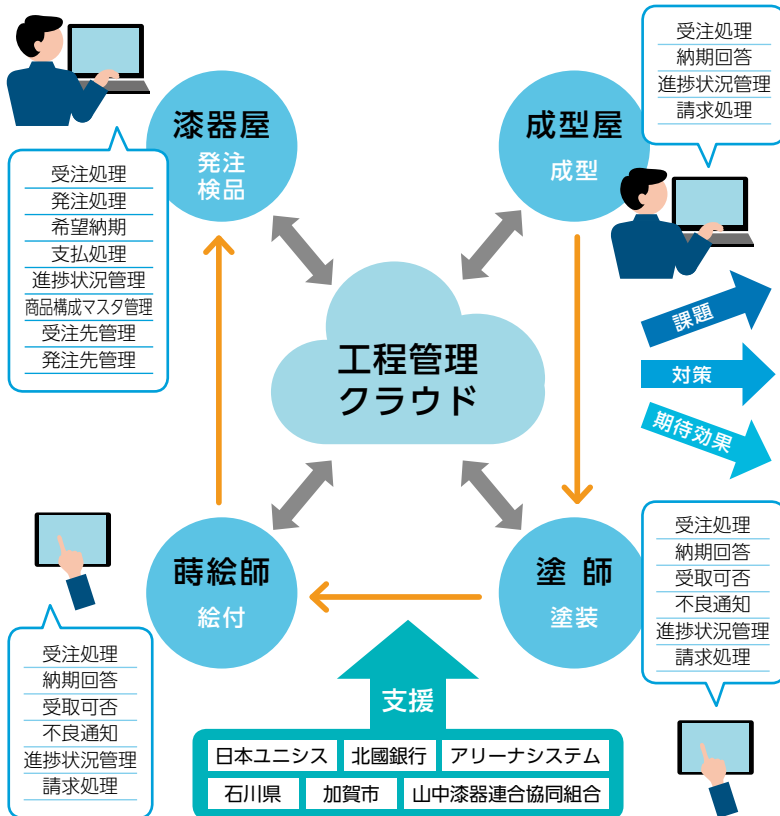 漆器屋
発注
検品
受注処理
発注処理
希望納期
支払処理
進捗状況管理
商品構成マスタ管理
受注先管理
発注先管理
成型屋
成型
受注処理
納期回答
進捗状況管理
請求処理
工程管理
クラウド
課題
対策
期待効果
蒔絵師
絵付
受注処理
納期回答
受取可否
不良通知
進捗状況管理
請求処理
塗 師
塗装
受注処理
納期回答
受取可否
不良通知
進捗状況管理
請求処理
支援
日本ユニシス 北國銀行 アリーナシステム
石川県 加賀市 山中漆器連合協同組合